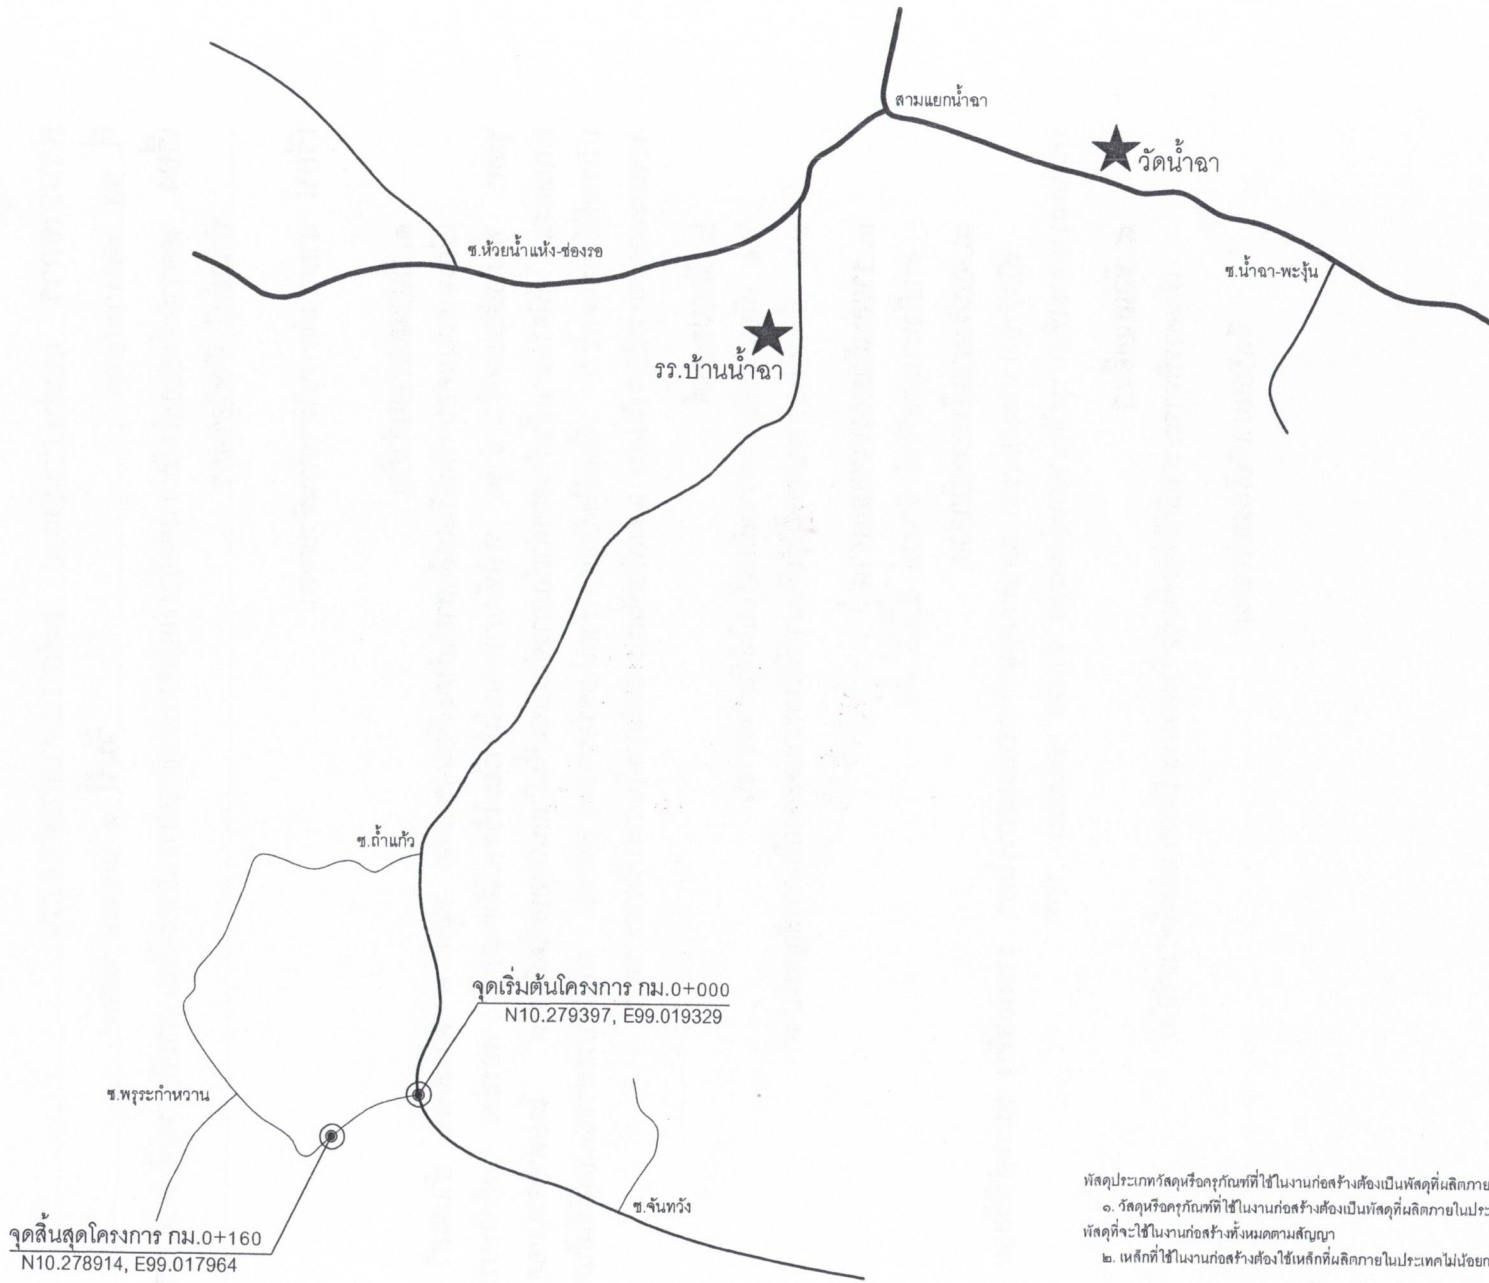 สามแยกน้ำฉา
วัดน้ำฉา
ซ.ห้วยน้ำแห้ง-ช่องรอ
ซ.น้ำฉา-พะงุ้น
รร.บ้านน้ำฉา
ซ.ถ้ำแก้ว
จุดเริ่มต้นโครงการ กม.0+000
N10.279397, E99.019329
ซ.พรุระกำหวาน
ซ.จันทวัง
จุดสิ้นสุดโครงการ กม.0+160
N10.278914, E99.017964
พัสดุประเภทวัสดุหรือครุภัณฑ์ที่ใช้ในงานก่อสร้างต้องเป็นพัสดุที่ผลิตภาย
๑. วัสดุหรือครุภัณฑ์ที่ใช้ในงานก่อสร้างต้องเป็นพัสดุที่ผลิตภายในประ
พัสดุที่จะใช้ในงานก่อสร้างทั้งหมดตามสัญญา
๒. เหล็กที่ใช้ในงานก่อสร้างต้องใช้เหล็กที่ผลิตภายในประเทศไม่น้อยก